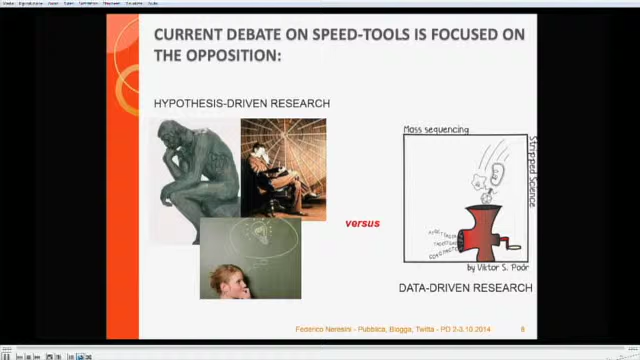 CURRENT DEBATE ON SPEED-TOOLS IS FOCUSED ON
THE OPPOSITION:
HYPOTHESIS-DRIVEN RESEARCH
Mass sequencing
Stripped Science
versus
by Viktor S. Poór
DATA-DRIVEN RESEARCH
Federico Neresini - Pubblica, Blogga, Twitta - PD 2-3.10.2014